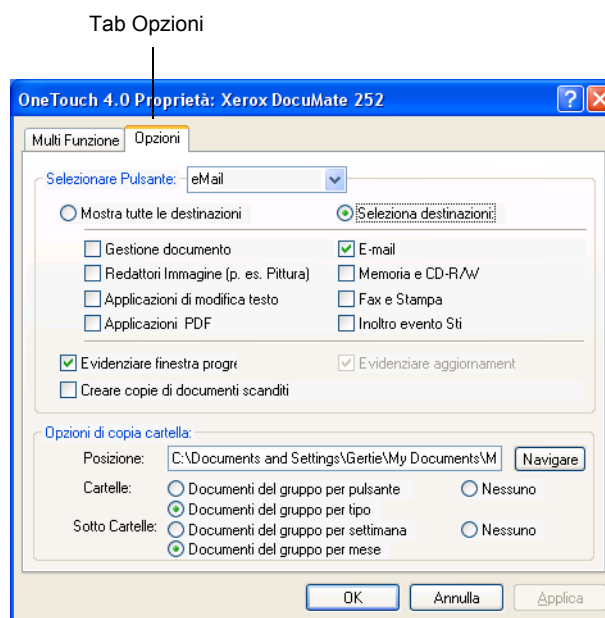 Tab Opzioni
OneTouch 4.0 Proprietà: Xerox DocuMate 252
Multi Funzione Opzioni
Selezionare Pulsante: eMail
Mostra tutte le destinazioni Seleziona destinazioni:
Gestione documento E-mail
Redattori Immagine (p. es. Pittura) Memoria e CD-R/W
Applicazioni di modifica testo Fax e Stampa
Applicazioni PDF Inoltro evento Sti
Evidenziare finestra progre Evidenziare aggiornament
Creare copie di documenti scanditi
Opzioni di copia cartella:
Posizione: C:\Documents and Settings\Gertie\My Documents\M Navigare
Cartelle: Documenti del gruppo per pulsante Nessuno
Documenti del gruppo per tipo
Sotto Cartelle: Documenti del gruppo per settimana Nessuno
Documenti del gruppo per mese
OK Annulla Applica